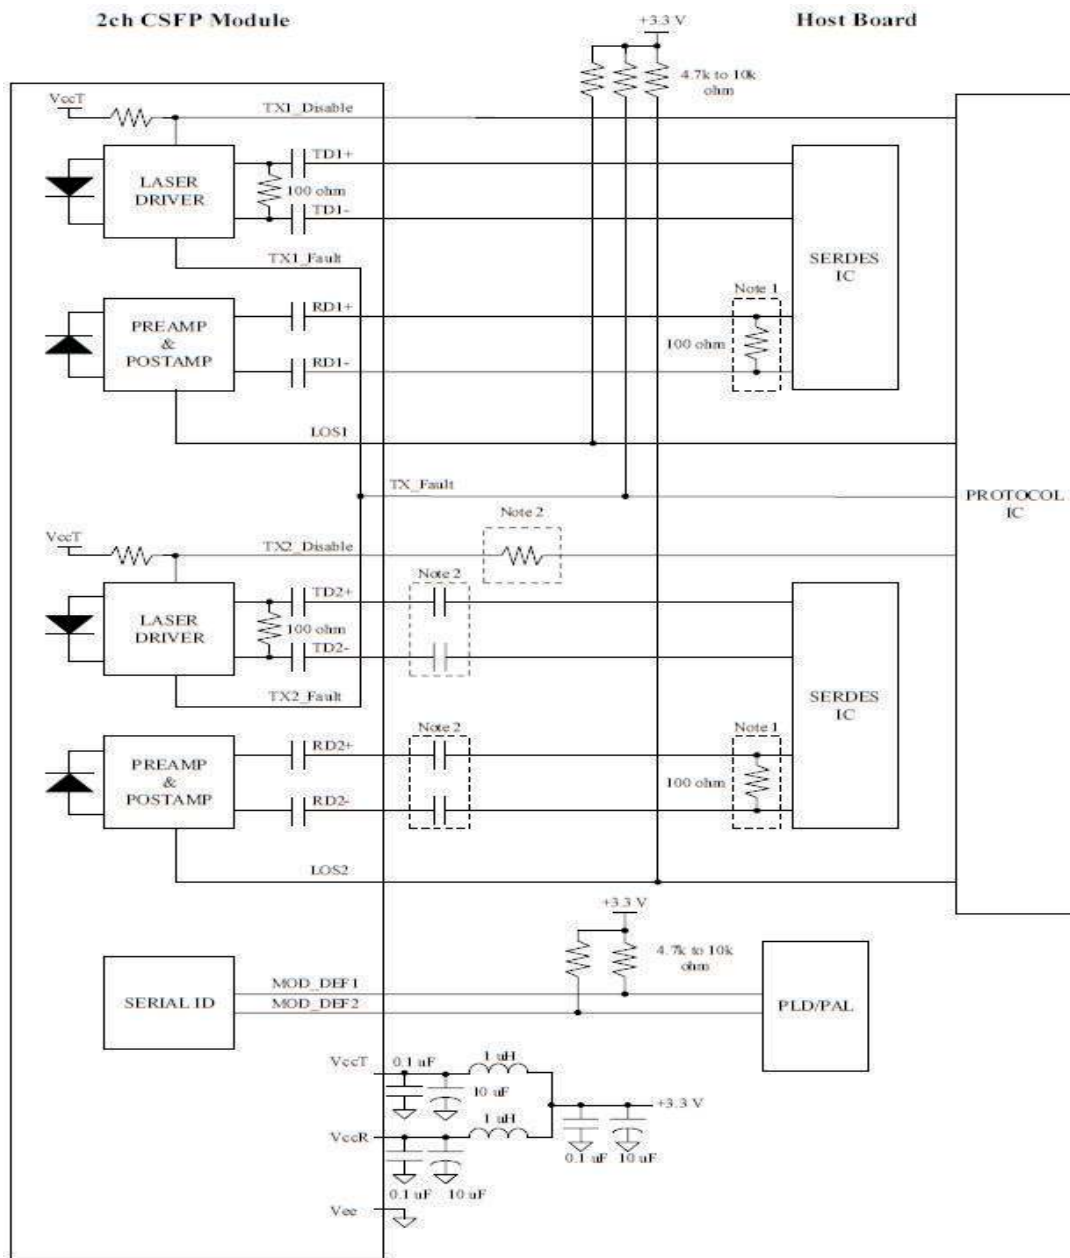 2ch CSFP Module
+3.3 V
Host Board
4.7k to 10k
ohm
VccT
TX1_Disable
LASER
DRIVER
TD1+
100 ohm
TD1-
TX1_Fault
SERDES
IC
PREAMP
&
POSTAMP
RD1+
RD1-
Note 1
100 ohm
LOS1
TX_Fault
PROTOCOL
IC
Note 2
VccT
TX2_Disable
Note 2
LASER
DRIVER
TD2+
100 ohm
TD2-
TX2_Fault
SERDES
IC
Note 2
Note 1
PREAMP
&
POSTAMP
RD2+
RD2-
100 ohm
LOS2
+3.3 V
4.7k to 10k
ohm
SERIAL ID
MOD_DEF1
MOD_DEF2
PLD/PAL
VccT
0.1 uF
1 uH
10 uF
+3.3 V
1 uH
VccR
0.1 uF
10 uF
0.1 uF
10 uF
Vee